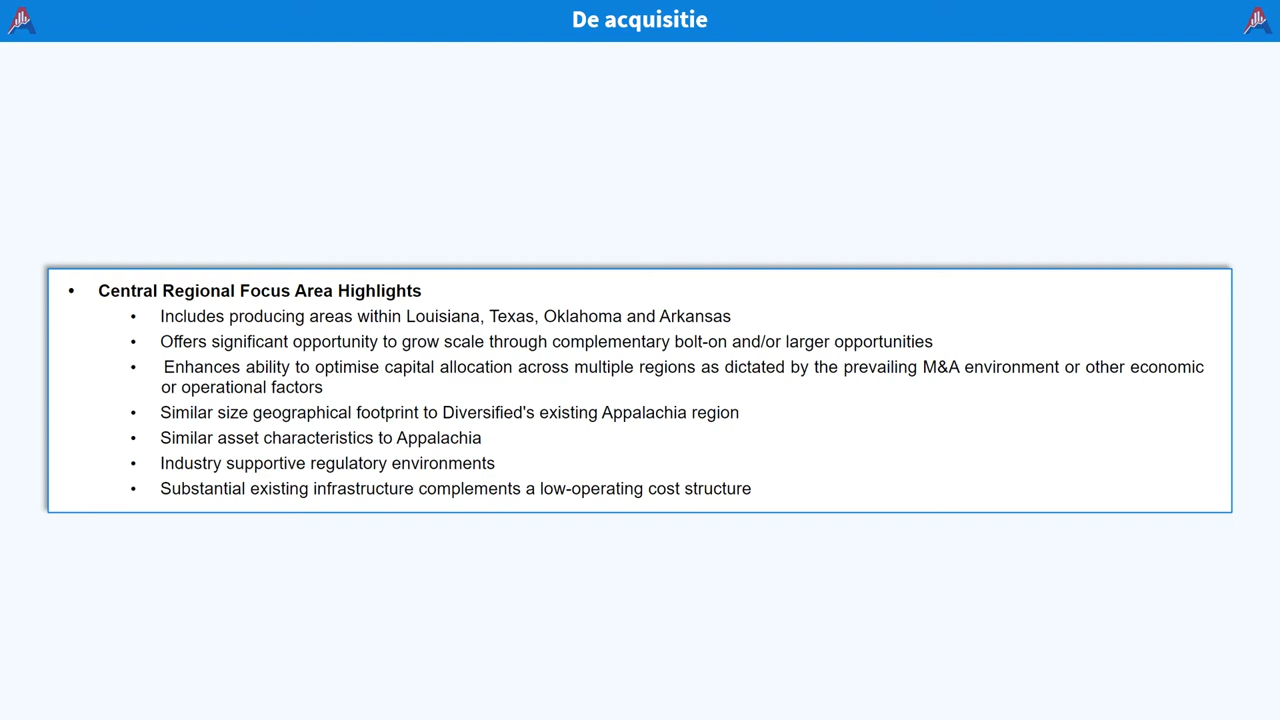 De acquisitie
• Central Regional Focus Area Highlights
• Includes producing areas within Louisiana, Texas, Oklahoma and Arkansas
• Offers significant opportunity to grow scale through complementary bolt-on and/or larger opportunities
• Enhances ability to optimise capital allocation across multiple regions as dictated by the prevailing M&A environment or other economic
or operational factors
• Similar size geographical footprint to Diversified's existing Appalachia region
• Similar asset characteristics to Appalachia
• Industry supportive regulatory environments
• Substantial existing infrastructure complements a low-operating cost structure